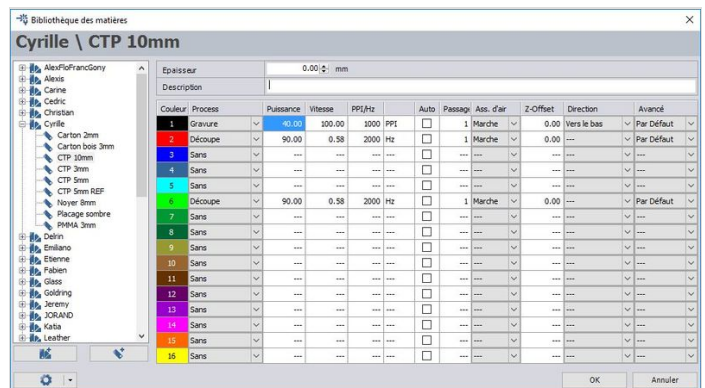 Bibliothèque des matières
Cyrille \ CTP 10mm
AlexFloFrancGony
Alexis
Carine
Cedric
Christian
Cyrille
Carton 2mm
Carton bois 3mm
CTP 10mm
CTP 3mm
CTP 5mm
CTP 5mm REF
Noyer 8mm
Placage sombre
PMMA 3mm
Delrin
Emiliano
Etienne
Fabien
Glass
Goldring
Jeremy
JORAND
Katia
Leather
Epaisseur 0.00 mm
Description
Couleur Process Puissance Vitesse PPI/Hz Auto Passage Ass. d'air Z-Offset Direction Avancé
1 Gravure 40.00 100.00 1000 PPI 1 Marche 0.00 Vers le bas Par Défaut
2 Découpe 90.00 0.58 2000 Hz 1 Marche 0.00 --- Par Défaut
3 Sans --- --- --- --- --- --- --- --- ---
4 Sans --- --- --- --- --- --- --- --- ---
5 Sans --- --- --- --- --- --- --- --- ---
6 Découpe 90.00 0.58 2000 Hz 1 Marche 0.00 --- Par Défaut
7 Sans --- --- --- --- --- --- --- --- ---
8 Sans --- --- --- --- --- --- --- --- ---
9 Sans --- --- --- --- --- --- --- --- ---
10 Sans --- --- --- --- --- --- --- --- ---
11 Sans --- --- --- --- --- --- --- --- ---
12 Sans --- --- --- --- --- --- --- --- ---
13 Sans --- --- --- --- --- --- --- --- ---
14 Sans --- --- --- --- --- --- --- --- ---
15 Sans --- --- --- --- --- --- --- --- ---
16 Sans --- --- --- --- --- --- --- --- ---
OK Annuler